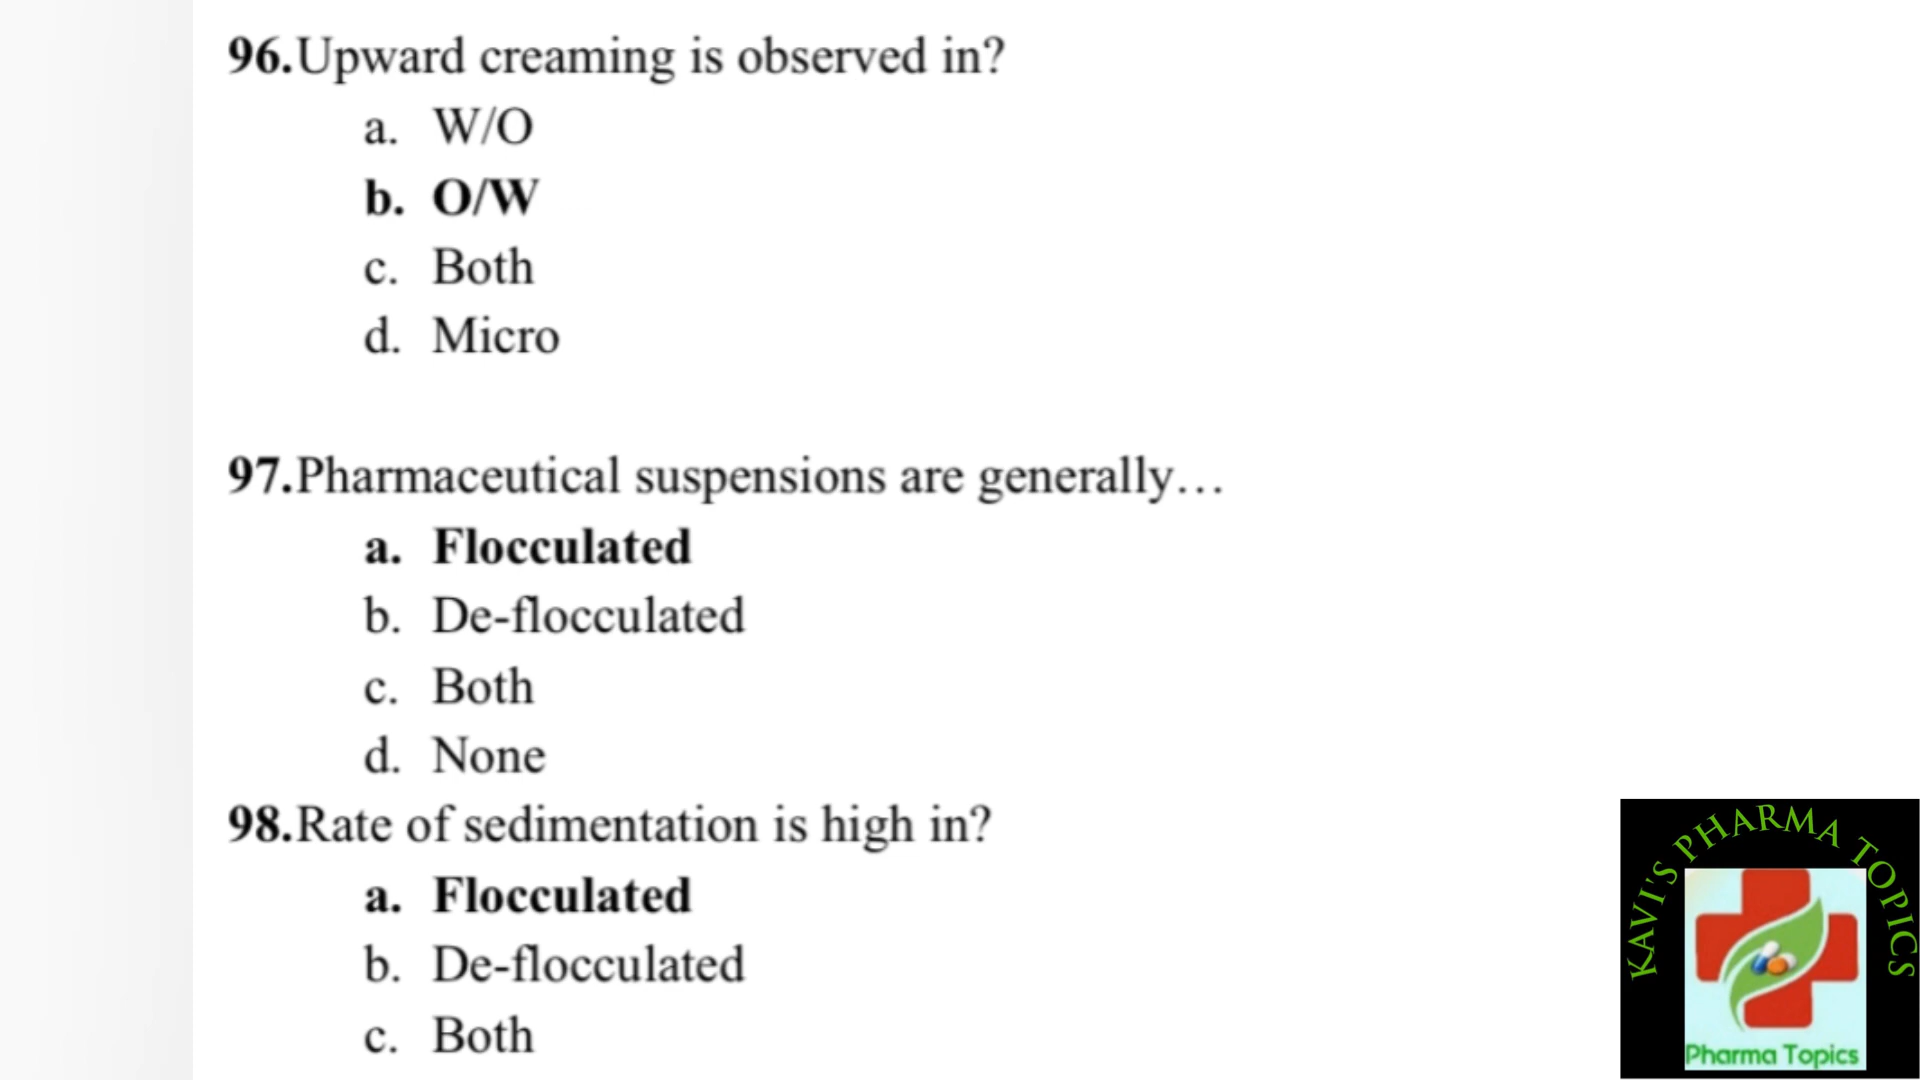 96.Upward creaming is observed in?
a. W/O
b. O/W
c. Both
d. Micro
97.Pharmaceutical suspensions are generally…
a. Flocculated
b. De-flocculated
c. Both
d. None
98.Rate of sedimentation is high in?
a. Flocculated
b. De-flocculated
c. Both
KAVI'S PHARMA TOPICS
Pharma Topics